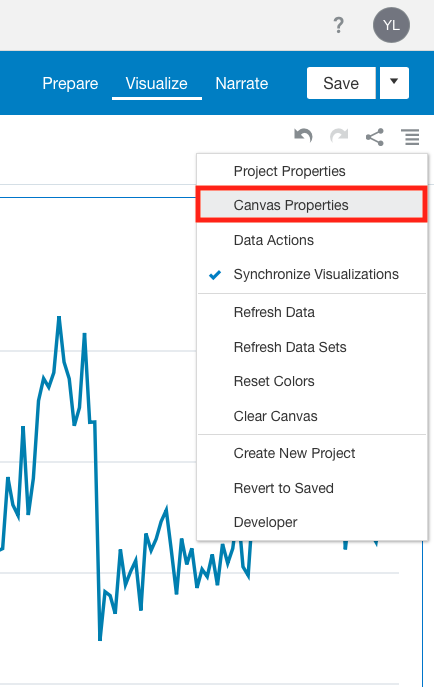 ?
YL
Prepare Visualize Narrate Save
Project Properties
Canvas Properties
Data Actions
Synchronize Visualizations
Refresh Data
Refresh Data Sets
Reset Colors
Clear Canvas
Create New Project
Revert to Saved
Developer